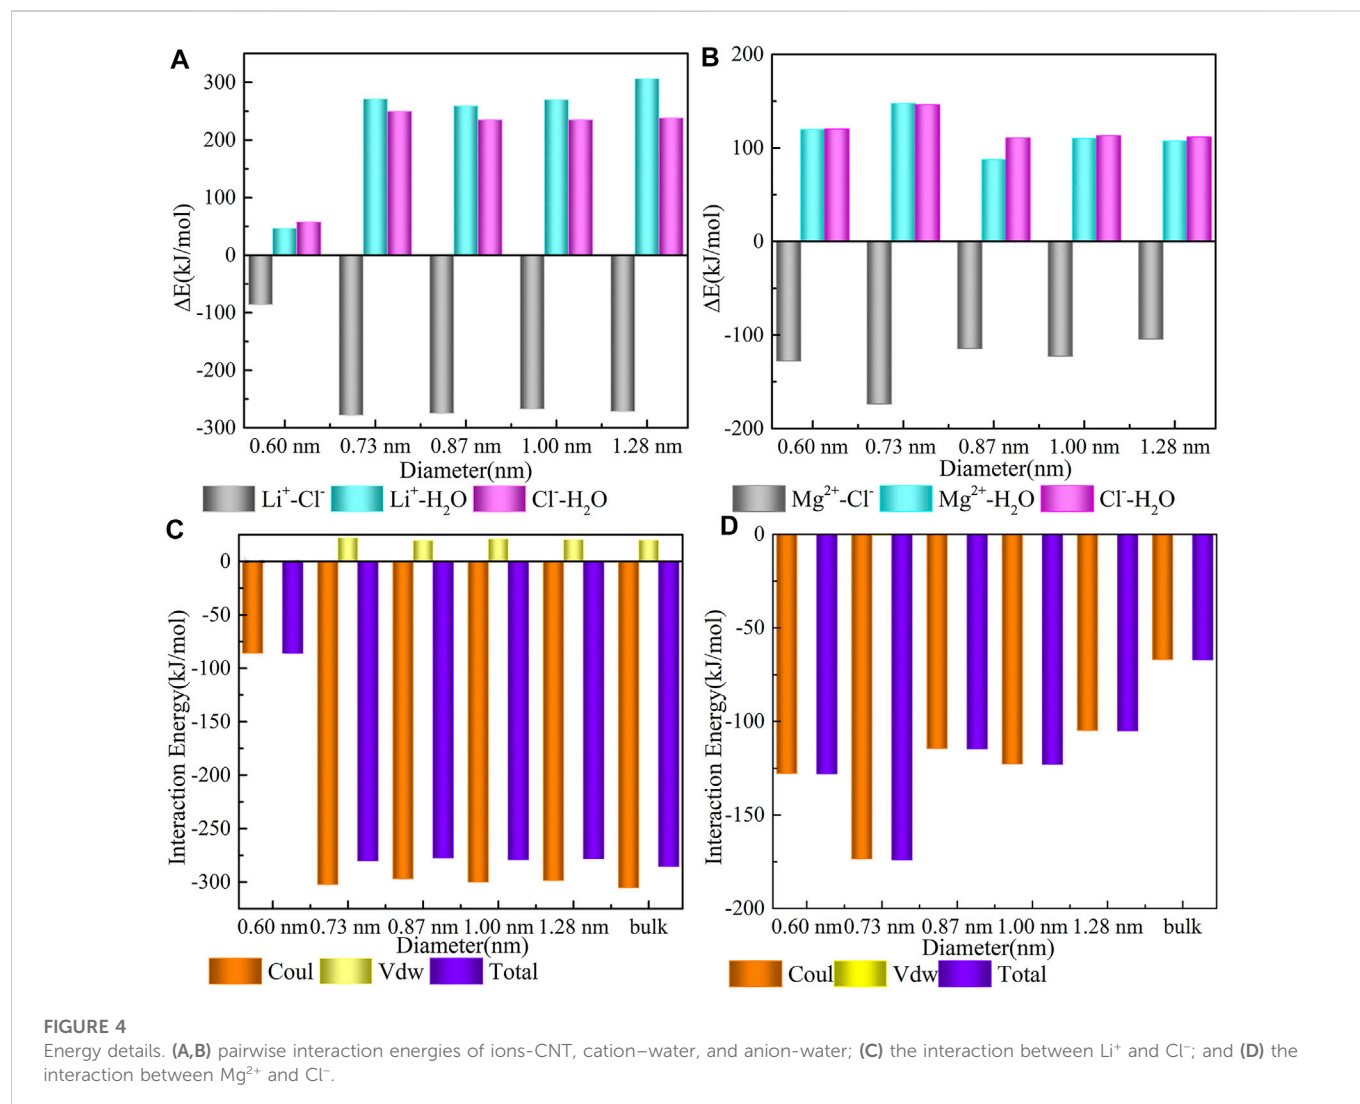 A
300
200
100
0
-100
-200
-300
ΔE(kJ/mol)
0.60 nm 0.73 nm 0.87 nm 1.00 nm 1.28 nm
Diameter(nm)
Li⁺-Cl⁻ Li⁺-H₂O Cl⁻-H₂O
B
200
100
0
-100
-200
ΔE(kJ/mol)
0.60 nm 0.73 nm 0.87 nm 1.00 nm 1.28 nm
Diameter(nm)
Mg²⁺-Cl⁻ Mg²⁺-H₂O Cl⁻-H₂O
C
0
-50
-100
-150
-200
-250
-300
Interaction Energy(kJ/mol)
0.60 nm 0.73 nm 0.87 nm 1.00 nm 1.28 nm bulk
Diameter(nm)
Coul Vdw Total
D
0
-50
-100
-150
-200
Interaction Energy(kJ/mol)
0.60 nm 0.73 nm 0.87 nm 1.00 nm 1.28 nm bulk
Diameter(nm)
Coul Vdw Total
FIGURE 4
Energy details. (A,B) pairwise interaction energies of ions-CNT, cation–water, and anion-water; (C) the interaction between Li⁺ and Cl⁻; and (D) the
interaction between Mg²⁺ and Cl⁻.